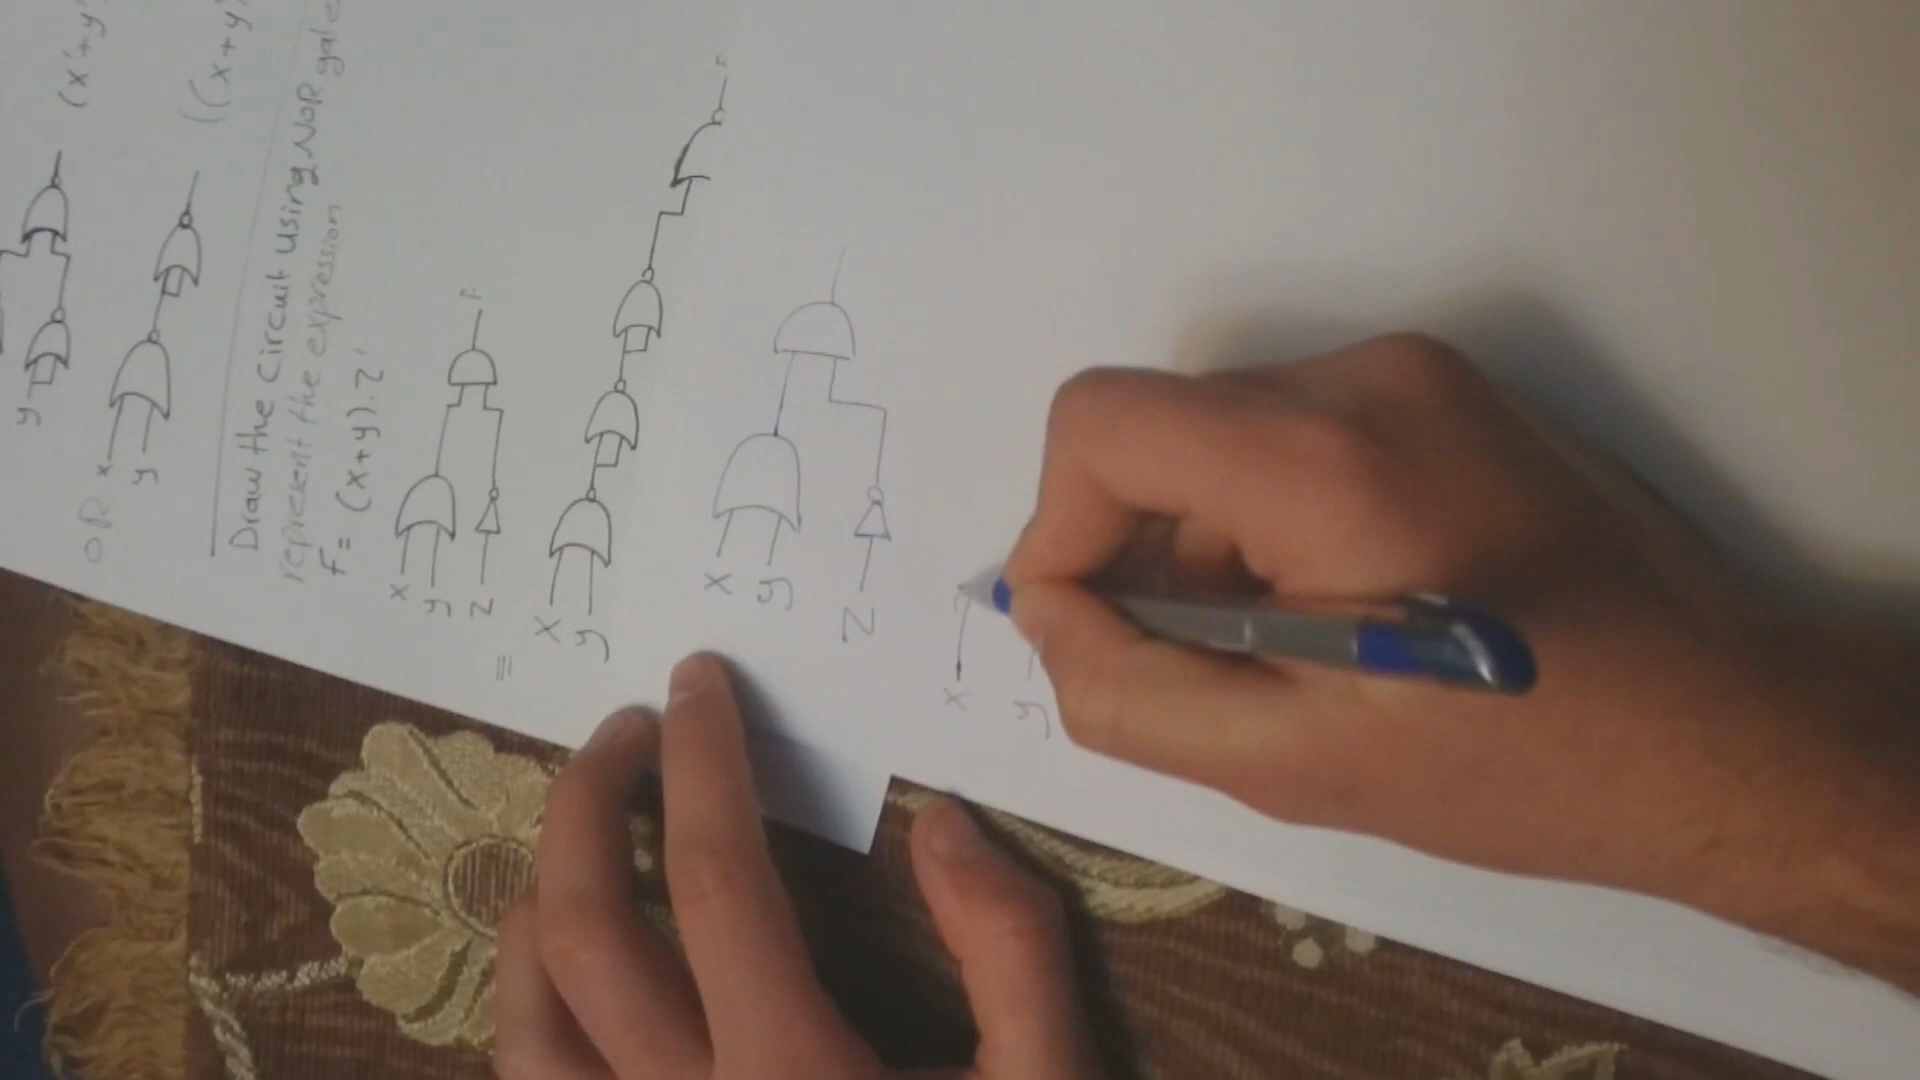 y (x'+y')
OR x
y ((x+y)
Draw the Circuit using NOR gate
represent the expression
F= (x+y).z'
x
y
z
F
=
x
y
F
x
y
z
x
y